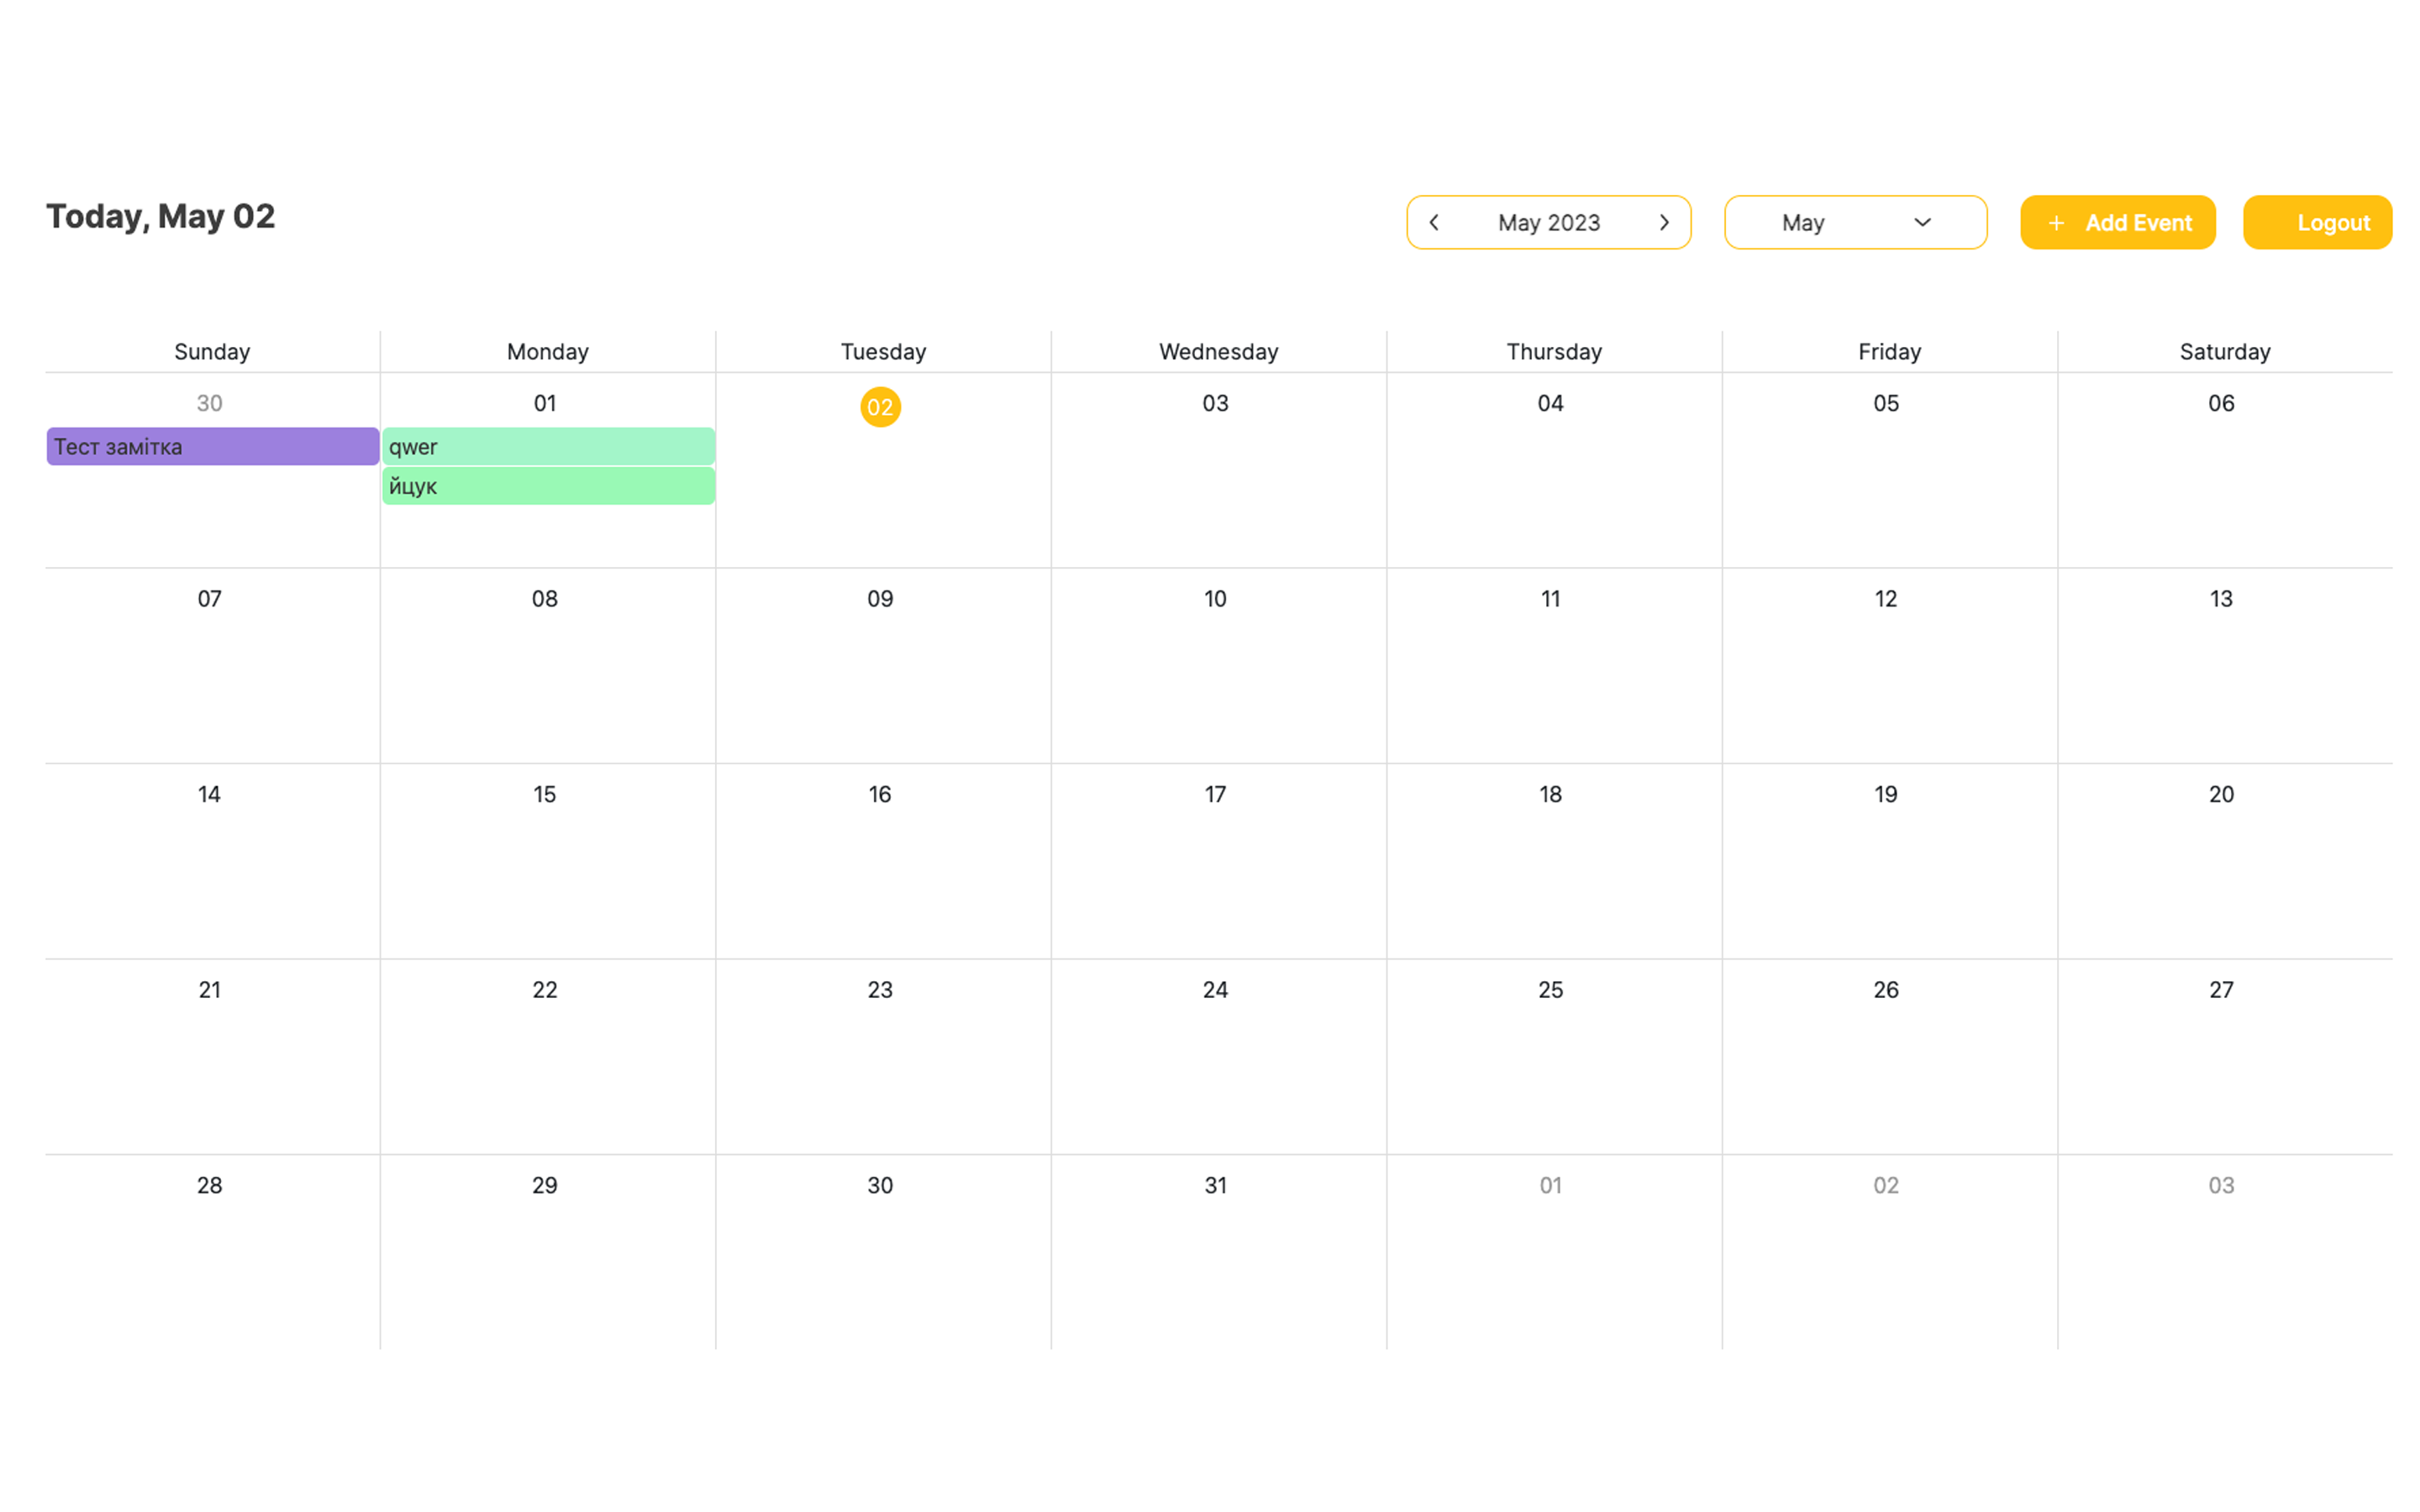 Today, May 02
May 2023
May
+ Add Event
Logout
Sunday Monday Tuesday Wednesday Thursday Friday Saturday
30 01 02 03 04 05 06
Тест замітка qwer
йцук
07 08 09 10 11 12 13
14 15 16 17 18 19 20
21 22 23 24 25 26 27
28 29 30 31 01 02 03